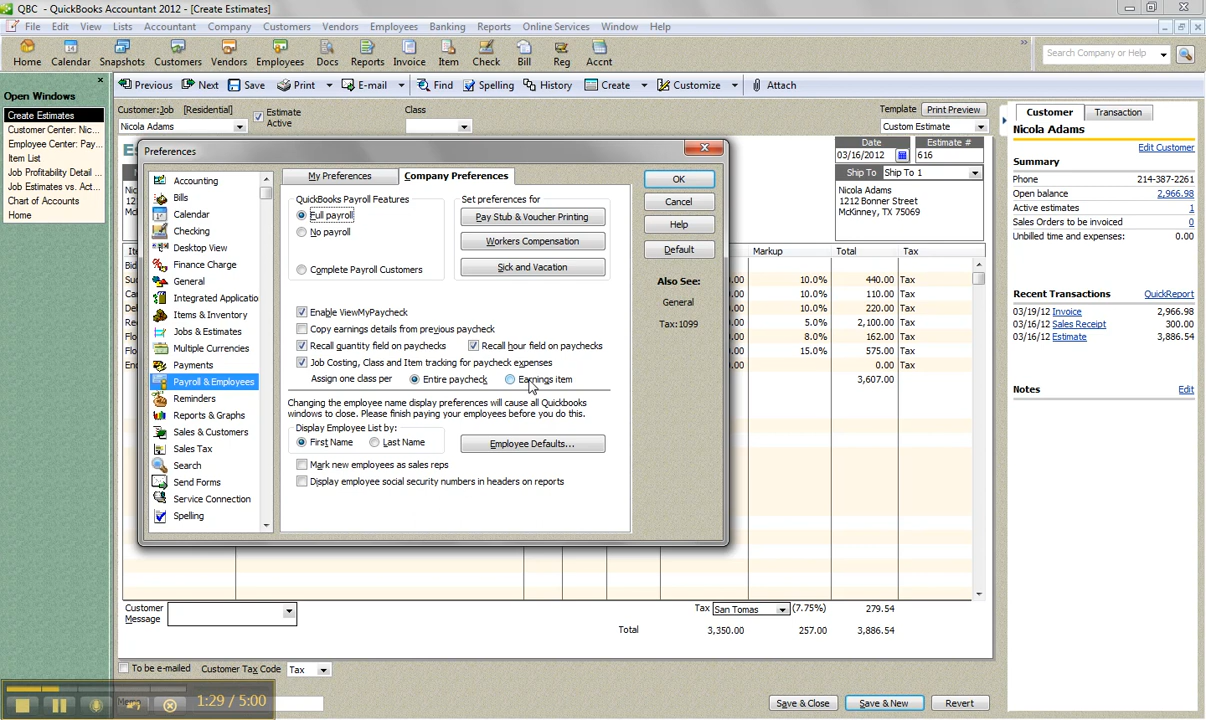 QBC - QuickBooks Accountant 2012 - [Create Estimates]
File Edit View Lists Accountant Company Customers Vendors Employees Banking Reports Online Services Window Help
Home Calendar Snapshots Customers Vendors Employees Docs Reports Invoice Item Check Bill Reg Accnt
Search Company or Help
Previous Next Save Print E-mail Find Spelling History Create Customize Attach
Open Windows
Create Estimates
Customer Center: Nic...
Employee Center: Pay...
Item List
Job Profitability Detail ...
Job Estimates vs. Act...
Chart of Accounts
Home
Customer:Job [Residential]
Nicola Adams
Estimate Active
Class
Template Print Preview
Custom Estimate
Date
03/16/2012
Estimate #
616
Ship To Ship To 1
Nicola Adams
1212 Bonner Street
McKinney, TX 75069
Markup Total Tax
10.0% 440.00 Tax
10.0% 110.00 Tax
10.0% 220.00 Tax
5.0% 2,100.00 Tax
8.0% 162.00 Tax
15.0% 575.00 Tax
0.00 Tax
3,607.00
Preferences
Accounting
Bills
Calendar
Checking
Desktop View
Finance Charge
General
Integrated Applicatio
Items & Inventory
Jobs & Estimates
Multiple Currencies
Payments
Payroll & Employees
Reminders
Reports & Graphs
Sales & Customers
Sales Tax
Search
Send Forms
Service Connection
Spelling
My Preferences Company Preferences
QuickBooks Payroll Features
Full payroll
No payroll
Complete Payroll Customers
Set preferences for
Pay Stub & Voucher Printing
Workers Compensation
Sick and Vacation
Enable ViewMyPaycheck
Copy earnings details from previous paycheck
Recall quantity field on paychecks Recall hour field on paychecks
Job Costing, Class and Item tracking for paycheck expenses
Assign one class per Entire paycheck Earnings item
Changing the employee name display preferences will cause all Quickbooks
windows to close. Please finish paying your employees before you do this.
Display Employee List by:
First Name Last Name
Employee Defaults...
Mark new employees as sales reps
Display employee social security numbers in headers on reports
OK
Cancel
Help
Default
Also See:
General
Tax:1099
Customer Message
Tax San Tomas (7.75%) 279.54
Total 3,350.00 257.00 3,886.54
To be e-mailed Customer Tax Code Tax
1:29 / 5:00
Save & Close Save & New Revert
Customer Transaction
Nicola Adams
Edit Customer
Summary
Phone 214-387-2261
Open balance 2,966.98
Active estimates 1
Sales Orders to be invoiced 0
Unbilled time and expenses: 0.00
Recent Transactions QuickReport
03/19/12 Invoice 2,966.98
03/16/12 Sales Receipt 300.00
03/16/12 Estimate 3,886.54
Notes Edit